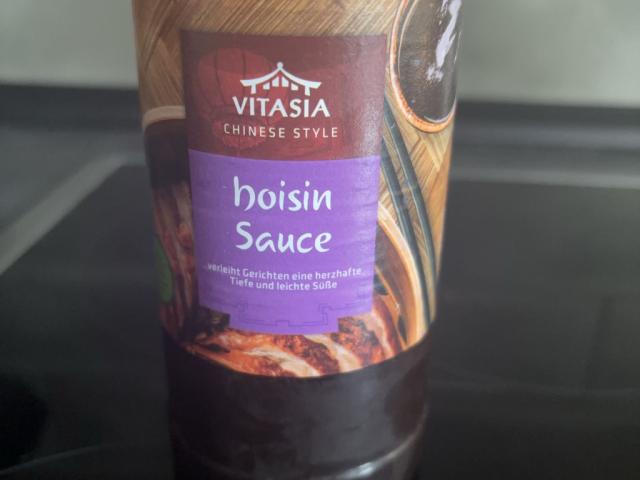 VITASIA
CHINESE STYLE
hoisin
Sauce
verleiht Gerichten eine herzhafte
Tiefe und leichte Süße